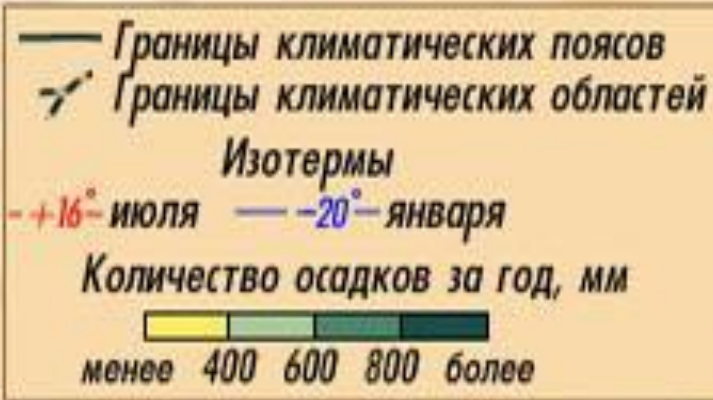 Границы климатических поясов
Границы климатических областей
Изотермы
-+16°- июля — -20°- января
Количество осадков за год, мм
менее 400 600 800 более